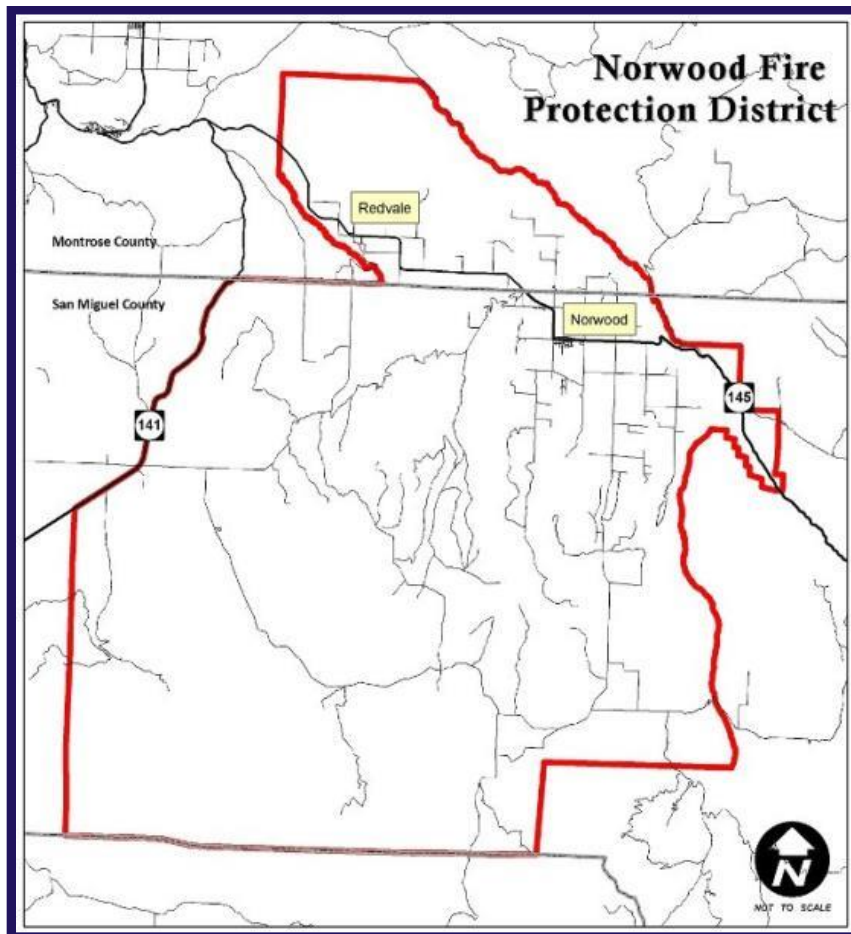 Norwood Fire
Protection District
Redvale
Montrose County
San Miguel County
Norwood
145
141
N
NOT TO SCALE